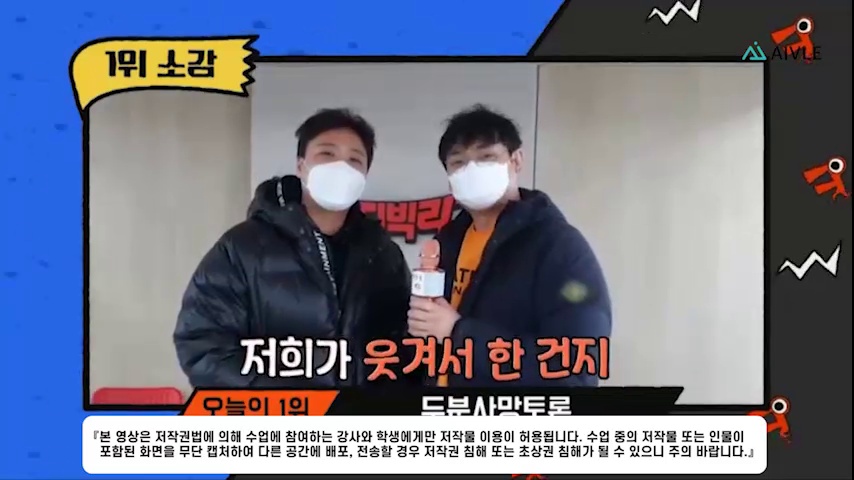 1위 소감
AIVLE
빅리
저희가 웃겨서 한 건지
오늘의 1위
두분사망토론
『본 영상은 저작권법에 의해 수업에 참여하는 강사와 학생에게만 저작물 이용이 허용됩니다. 수업 중의 저작물 또는 인물이
포함된 화면을 무단 캡처하여 다른 공간에 배포, 전송할 경우 저작권 침해 또는 초상권 침해가 될 수 있으니 주의 바랍니다.』